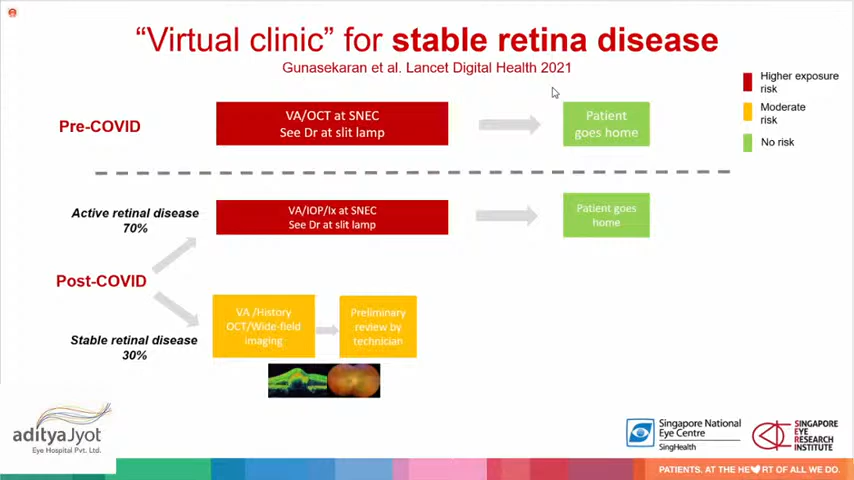 “Virtual clinic” for stable retina disease
Gunasekaran et al. Lancet Digital Health 2021
Higher exposure
risk
Moderate
risk
No risk
Pre-COVID
VA/OCT at SNEC
See Dr at slit lamp
Patient
goes home
Active retinal disease
70%
VA/IOP/Ix at SNEC
See Dr at slit lamp
Patient goes
home
Post-COVID
Stable retinal disease
30%
VA /History
OCT/Wide-field
imaging
Preliminary
review by
technician
adityaJyot
Eye Hospital Pvt. Ltd.
Singapore National
Eye Centre
SingHealth
SINGAPORE
EYE
RESEARCH
INSTITUTE
PATIENTS. AT THE HEART OF ALL WE DO.